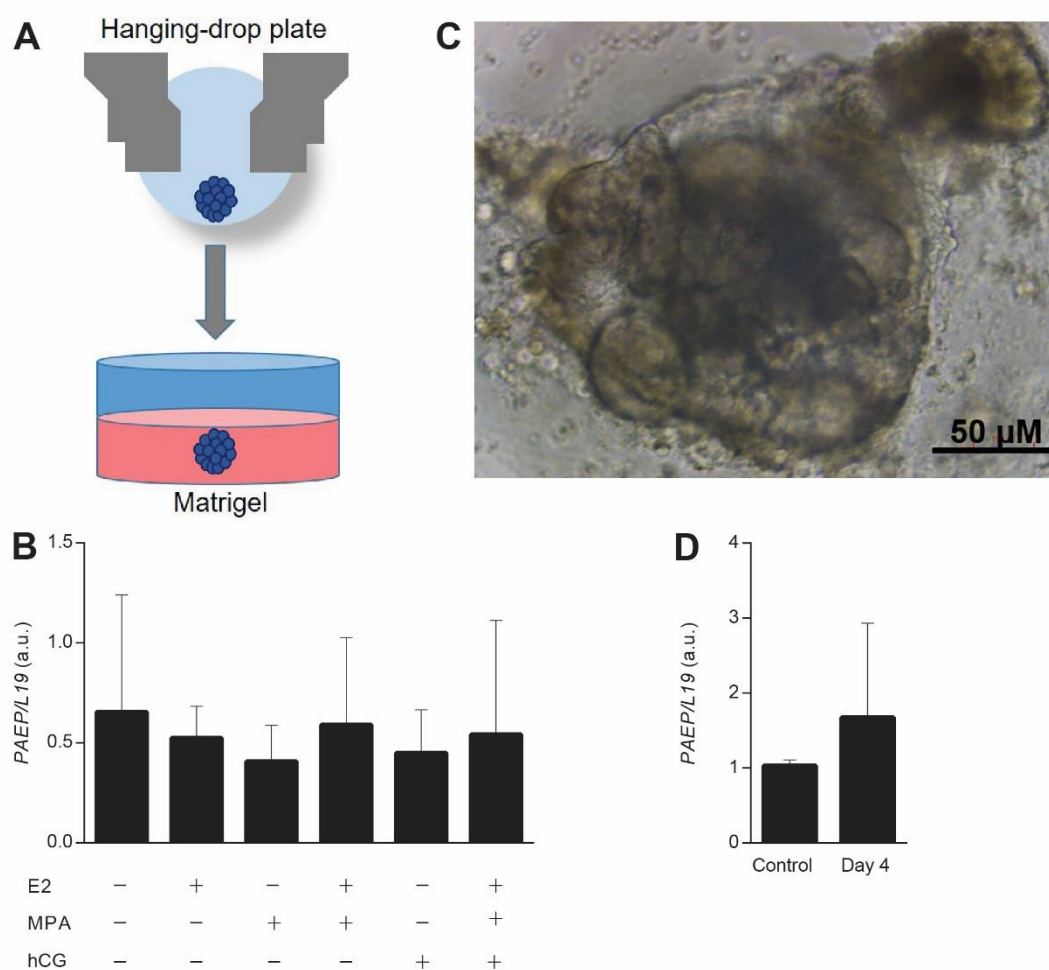 A
Hanging-drop plate
Matrigel
C
50 µM
B
PAEP/L19 (a.u.)
1.5
1.0
0.5
0.0
E2 – + – + – +
MPA – – + + – +
hCG – – – – + +
D
PAEP/L19 (a.u.)
4
3
2
1
0
Control Day 4